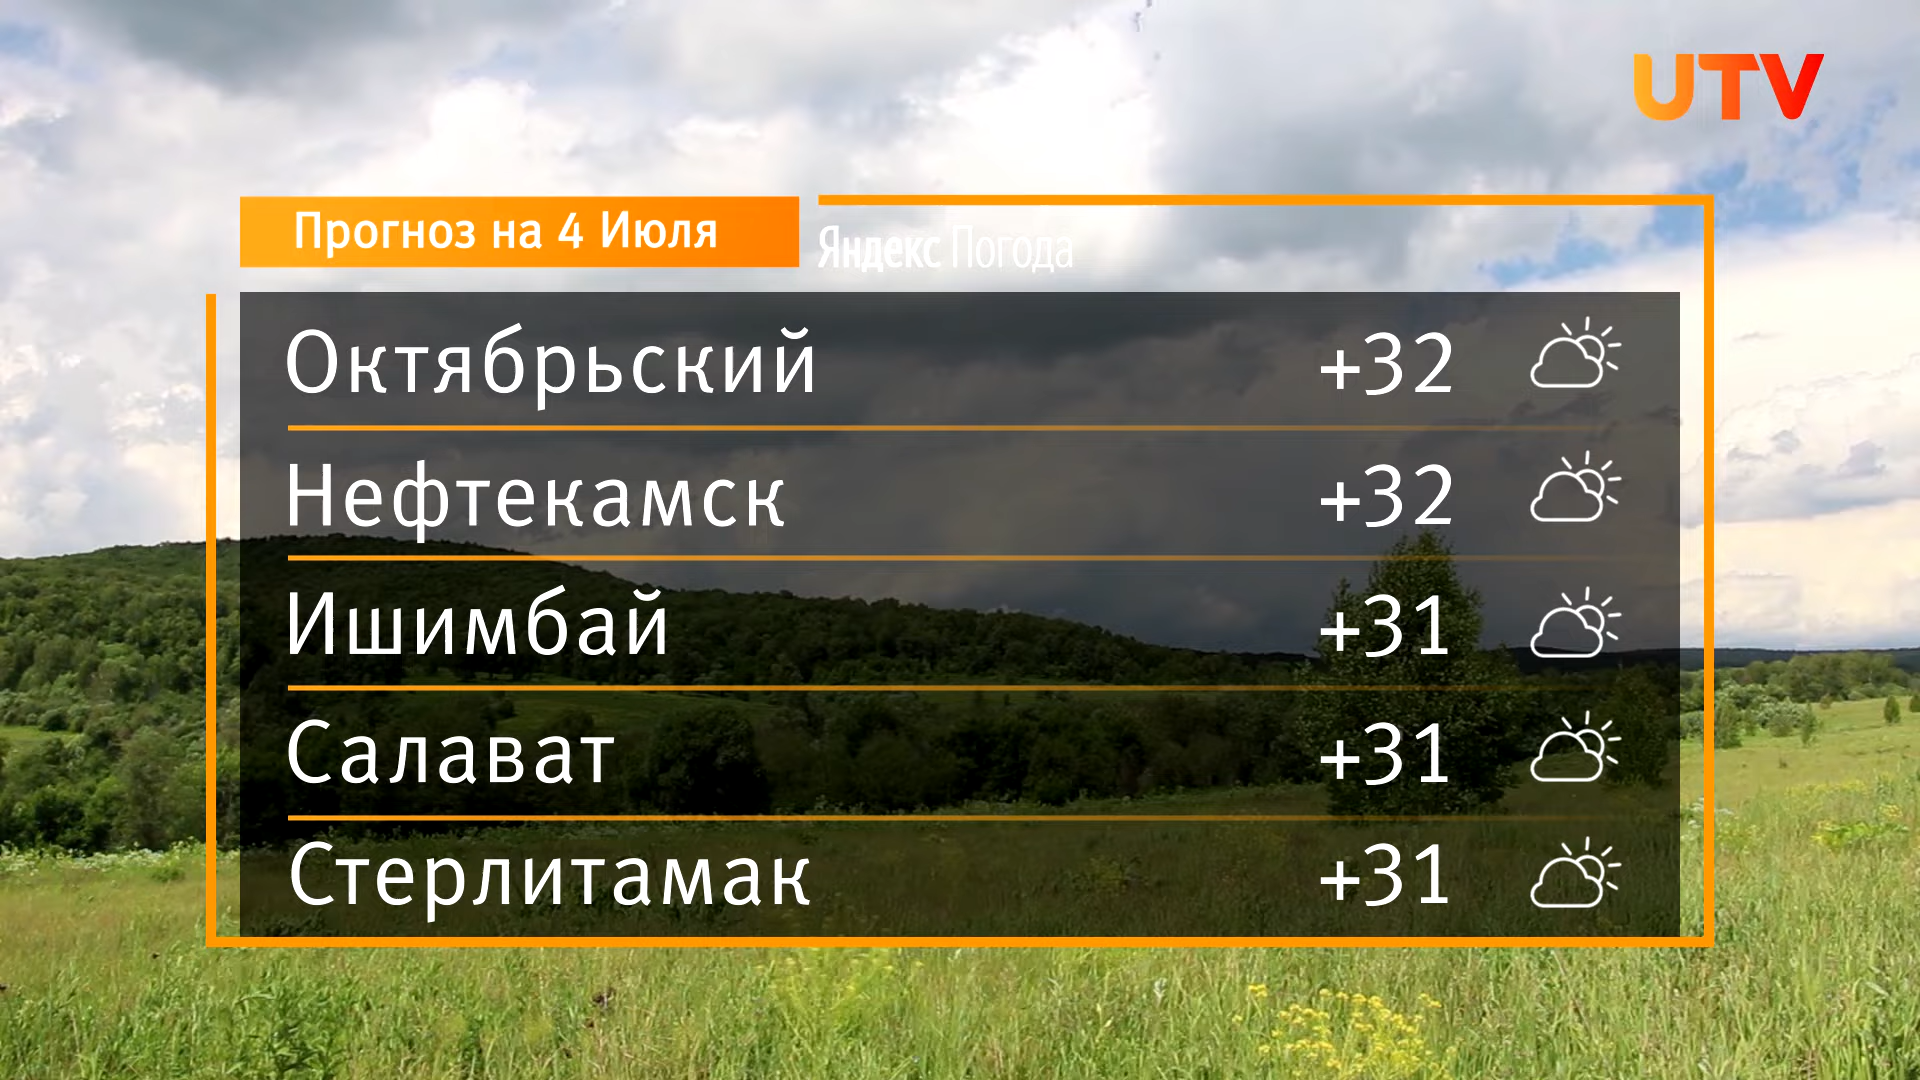 UTV
Прогноз на 4 Июля
Яндекс Погода
Октябрьский +32
Нефтекамск +32
Ишимбай +31
Салават +31
Стерлитамак +31